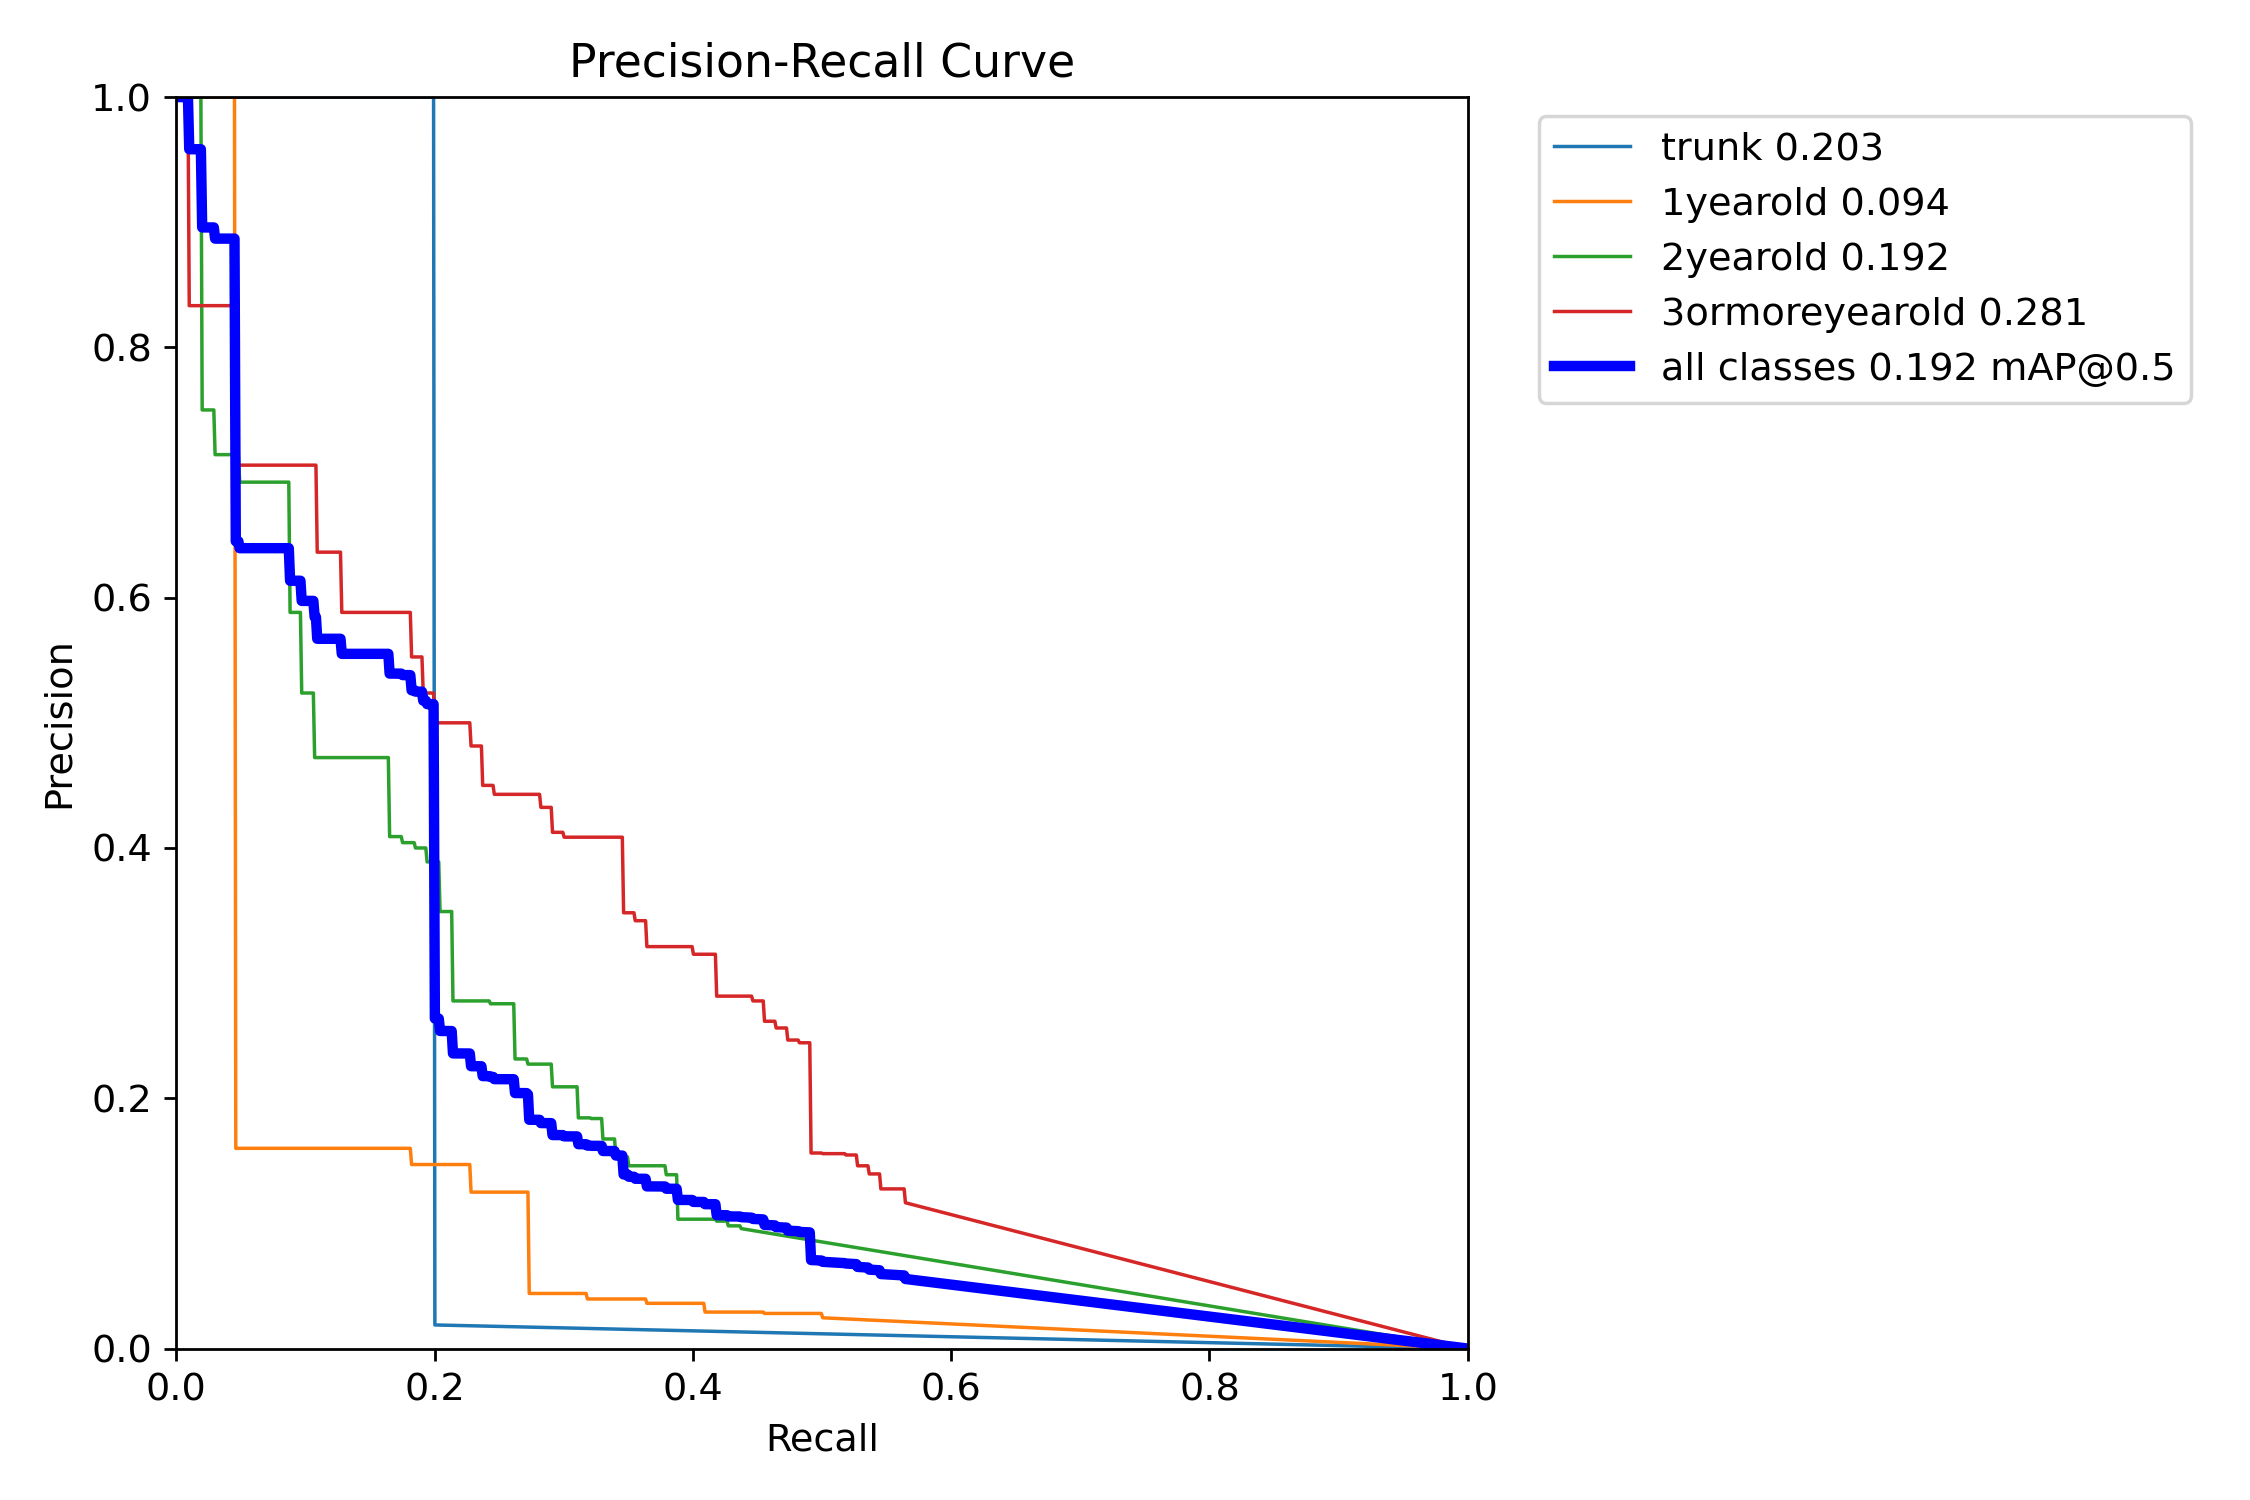 Precision-Recall Curve
1.0
0.8
0.6
0.4
0.2
0.0
Precision
0.0 0.2 0.4 0.6 0.8 1.0
Recall
trunk 0.203
1yearold 0.094
2yearold 0.192
3ormoreyearold 0.281
all classes 0.192 mAP@0.5